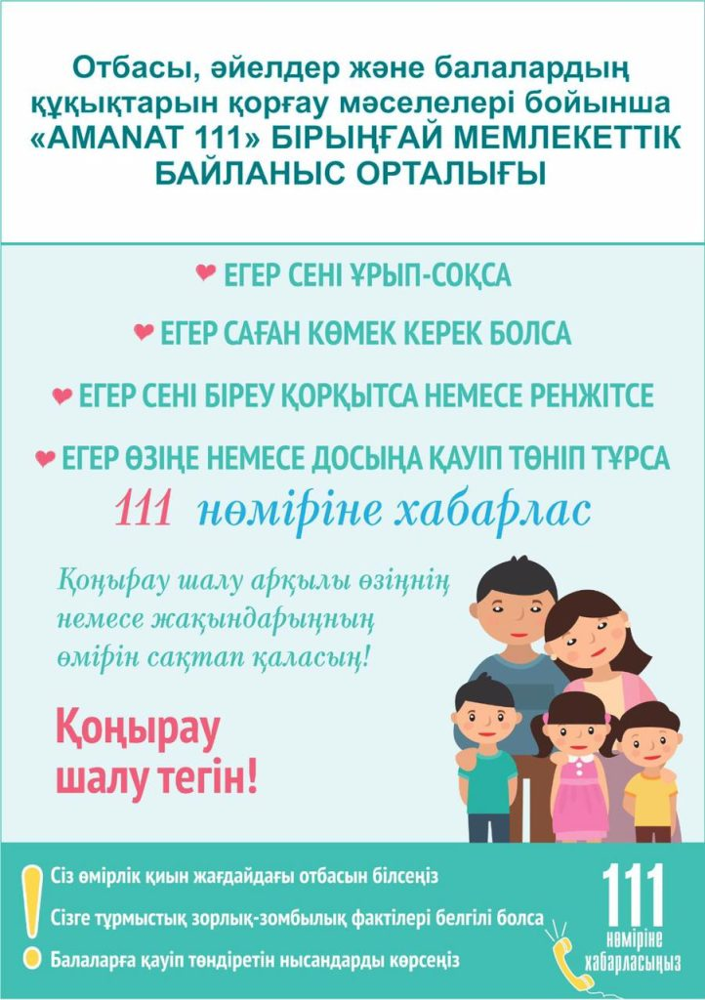 Отбасы, әйелдер және балалардың
құқықтарын қорғау мәселелері бойынша
«AMANAT 111» БІРЫҢҒАЙ МЕМЛЕКЕТТІК
БАЙЛАНЫС ОРТАЛЫҒЫ
ЕГЕР СЕНІ ҰРЫП-СОҚСА
ЕГЕР САҒАН КӨМЕК КЕРЕК БОЛСА
ЕГЕР СЕНІ БІРЕУ ҚОРҚЫТСА НЕМЕСЕ РЕНЖІТСЕ
ЕГЕР ӨЗІҢЕ НЕМЕСЕ ДОСЫҢА ҚАУІП ТӨНІП ТҰРСА
111 нөміріне хабарлас
Қоңырау шалу арқылы өзіңнің
немесе жақындарыңның
өмірін сақтап қаласың!
Қоңырау
шалу тегін!
Сіз өмірлік қиын жағдайдағы отбасын білсеңіз
Сізге тұрмыстық зорлық-зомбылық фактілері белгілі болса
Балаларға қауіп төндіретін нысандарды көрсеңіз
111
нөміріне
хабарласыңыз